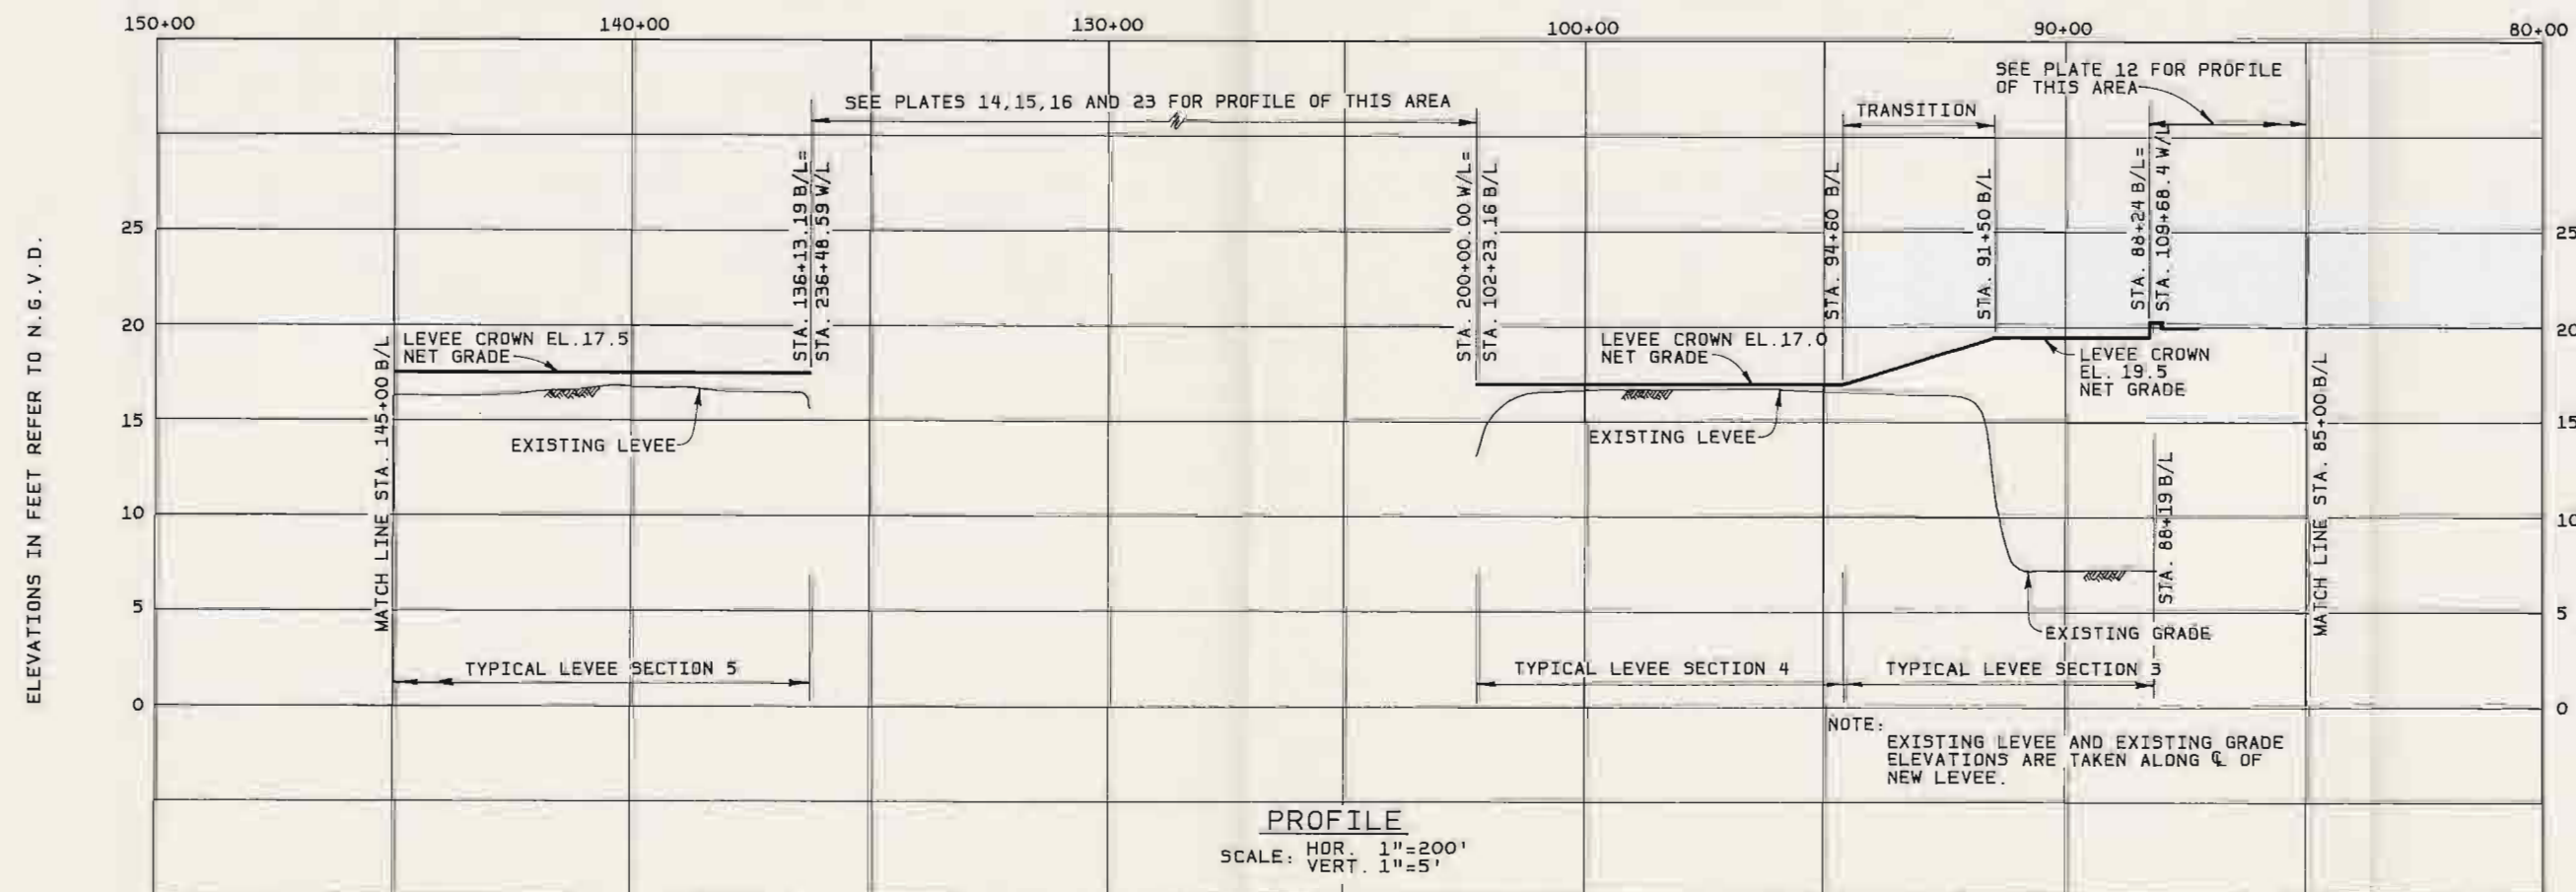 150+00
140+00
130+00
100+00
90+00
80+00
SEE PLATE 12 FOR PROFILE
OF THIS AREA
SEE PLATES 14,15,16 AND 23 FOR PROFILE OF THIS AREA
TRANSITION
STA. 136+13.19 B/L=
STA. 236+48.59 W/L
STA. 200+00.00 W/L=
STA. 102+23.16 B/L
STA. 94+60 B/L
STA. 91+50 B/L
STA. 88+24 B/L=
STA. 109+68.4 W/L
25
25
20
20
LEVEE CROWN EL.17.5
NET GRADE
LEVEE CROWN EL.17.0
NET GRADE
LEVEE CROWN
EL. 19.5
NET GRADE
15
15
EXISTING LEVEE
EXISTING LEVEE
MATCH LINE STA. 145+00 B/L
MATCH LINE STA. 85+00 B/L
STA. 88+19 B/L
ELEVATIONS IN FEET REFER TO N.G.V.D.
10
10
5
5
EXISTING GRADE
TYPICAL LEVEE SECTION 5
TYPICAL LEVEE SECTION 4
TYPICAL LEVEE SECTION 3
0
0
NOTE:
EXISTING LEVEE AND EXISTING GRADE
ELEVATIONS ARE TAKEN ALONG ℄ OF
NEW LEVEE.
PROFILE
SCALE: HOR. 1"=200'
VERT. 1"=5'